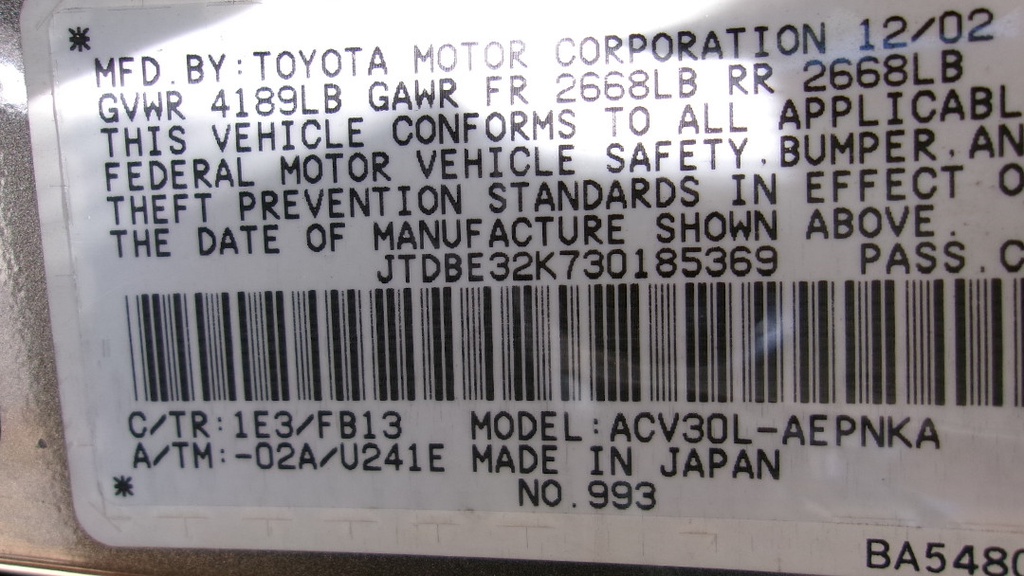 MFD. BY: TOYOTA MOTOR CORPORATION 12/02
GVWR 4189LB GAWR FR 2668LB RR 2668LB
THIS VEHICLE CONFORMS TO ALL APPLICABL
FEDERAL MOTOR VEHICLE SAFETY, BUMPER, AN
THEFT PREVENTION STANDARDS IN EFFECT O
THE DATE OF MANUFACTURE SHOWN ABOVE.
JTDBE32K730185369 PASS.C
C/TR: 1E3/FB13 MODEL: ACV30L-AEPNKA
A/TM: -02A/U241E MADE IN JAPAN
NO. 993
BA5480